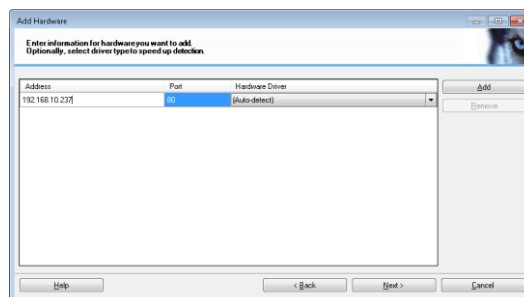 Add Hardware
Enter information for hardware you want to add.
Optionally, select driver type to speed up detection.
Address Port Hardware Driver
192.168.10.237 80 (Auto-detect)
Add
Remove
Help < Back Next > Cancel